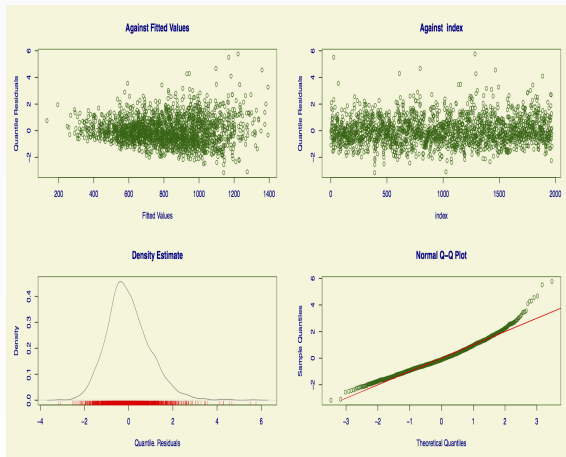 Against Fitted Values
Quantile Residuals
-2 0 2 4 6
200 400 600 800 1000 1200 1400
Fitted Values
Against index
Quantile Residuals
-2 0 2 4 6
0 500 1000 1500 2000
index
Density Estimate
Density
0.0 0.1 0.2 0.3 0.4
-4 -2 0 2 4 6
Quantile. Residuals
Normal Q-Q Plot
Sample Quantiles
-2 0 2 4 6
-3 -2 -1 0 1 2 3
Theoretical Quantiles